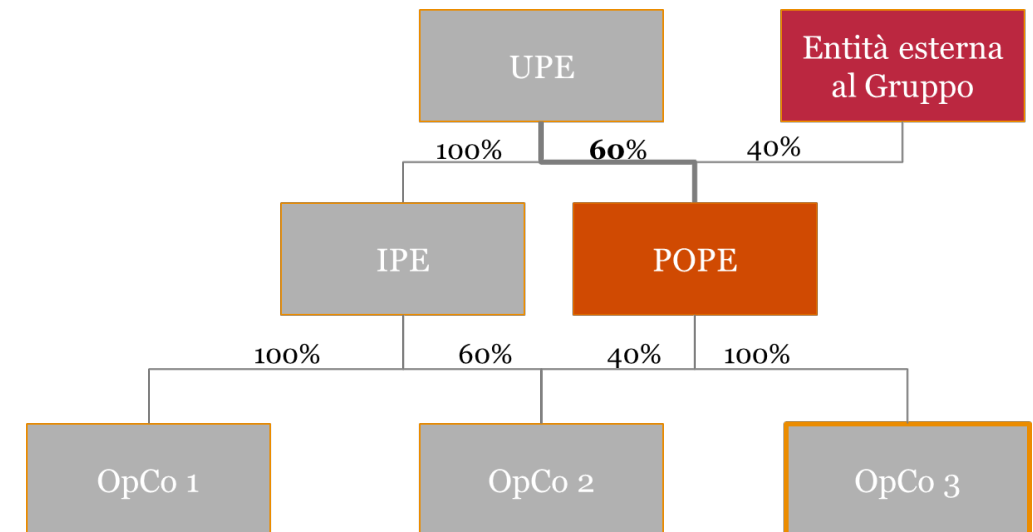 UPE
Entità esterna
al Gruppo
100%
60%
40%
IPE
POPE
100%
60%
40%
100%
OpCo 1
OpCo 2
OpCo 3